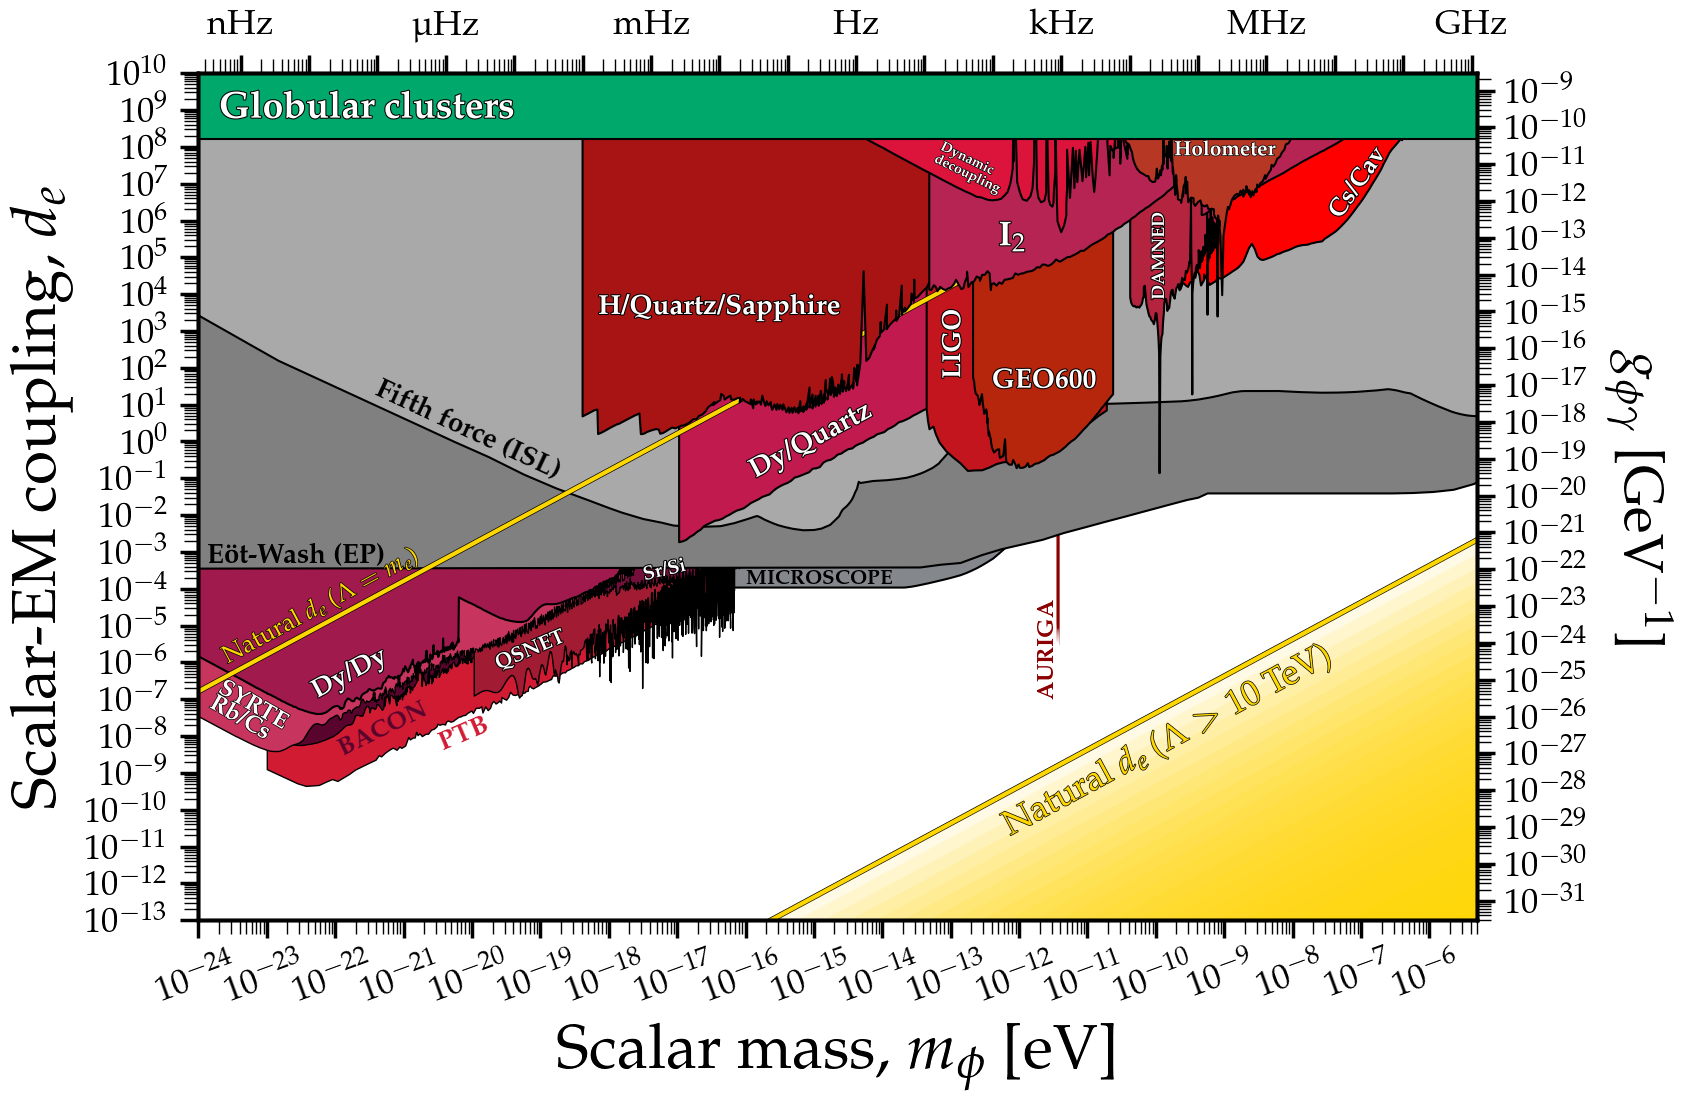 nHz
μHz
mHz
Hz
kHz
MHz
GHz
10^10
10^9
10^8
10^7
10^6
10^5
10^4
10^3
10^2
10^1
10^0
10^−1
10^−2
10^−3
10^−4
10^−5
10^−6
10^−7
10^−8
10^−9
10^−10
10^−11
10^−12
10^−13
Scalar-EM coupling, d_e
Globular clusters
Dynamic
decoupling
Holometer
Cs/Cav
I_2
DAMNED
H/Quartz/Sapphire
LIGO
GEO600
Fifth force (ISL)
Dy/Quartz
Eöt-Wash (EP)
Natural d_e (Λ = m_e)
Sr/Si
MICROSCOPE
QSNET
Dy/Dy
SYRTE
Rb/Cs
BACON
PTB
AURIGA
Natural d_e (Λ > 10 TeV)
10^−9
10^−10
10^−11
10^−12
10^−13
10^−14
10^−15
10^−16
10^−17
10^−18
10^−19
10^−20
10^−21
10^−22
10^−23
10^−24
10^−25
10^−26
10^−27
10^−28
10^−29
10^−30
10^−31
g_ϕγ [GeV^−1]
10^−24
10^−23
10^−22
10^−21
10^−20
10^−19
10^−18
10^−17
10^−16
10^−15
10^−14
10^−13
10^−12
10^−11
10^−10
10^−9
10^−8
10^−7
10^−6
Scalar mass, m_ϕ [eV]